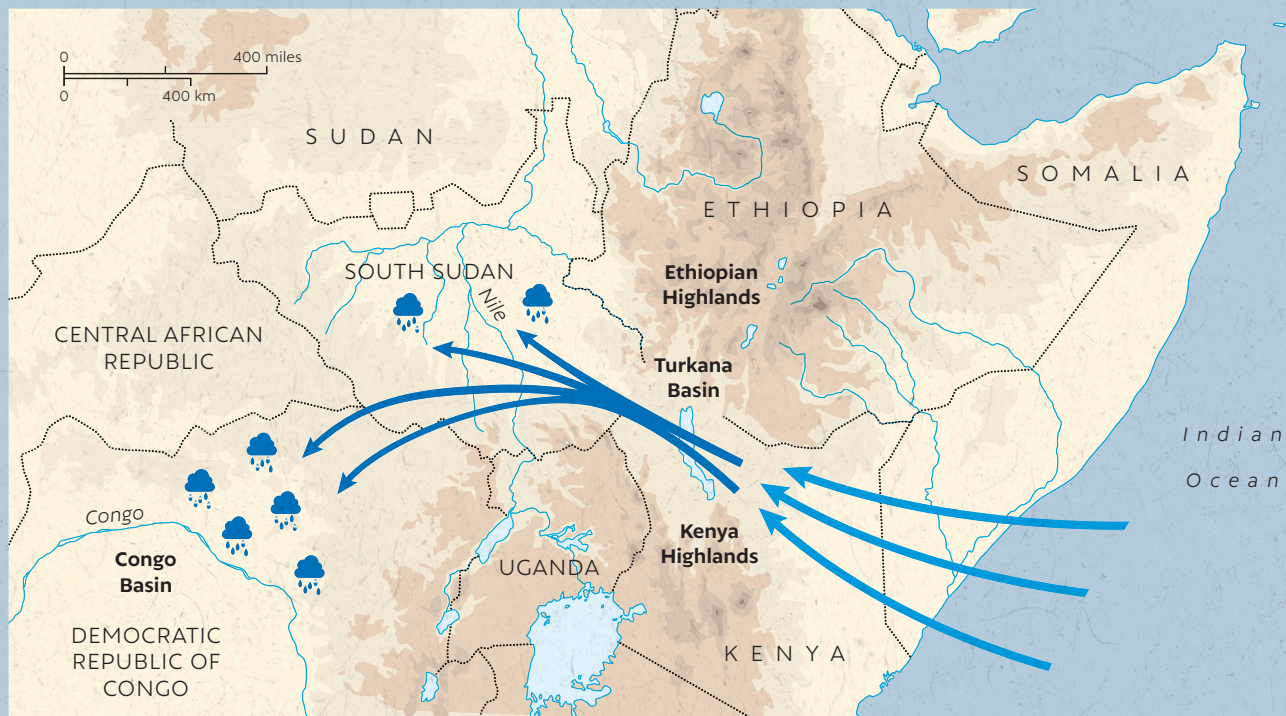 0 400 miles
0 400 km
SUDAN
SOMALIA
ETHIOPIA
SOUTH SUDAN
Nile
Ethiopian
Highlands
CENTRAL AFRICAN
REPUBLIC
Turkana
Basin
Indian
Ocean
Congo
Congo
Basin
Kenya
Highlands
UGANDA
DEMOCRATIC
REPUBLIC OF
CONGO
KENYA